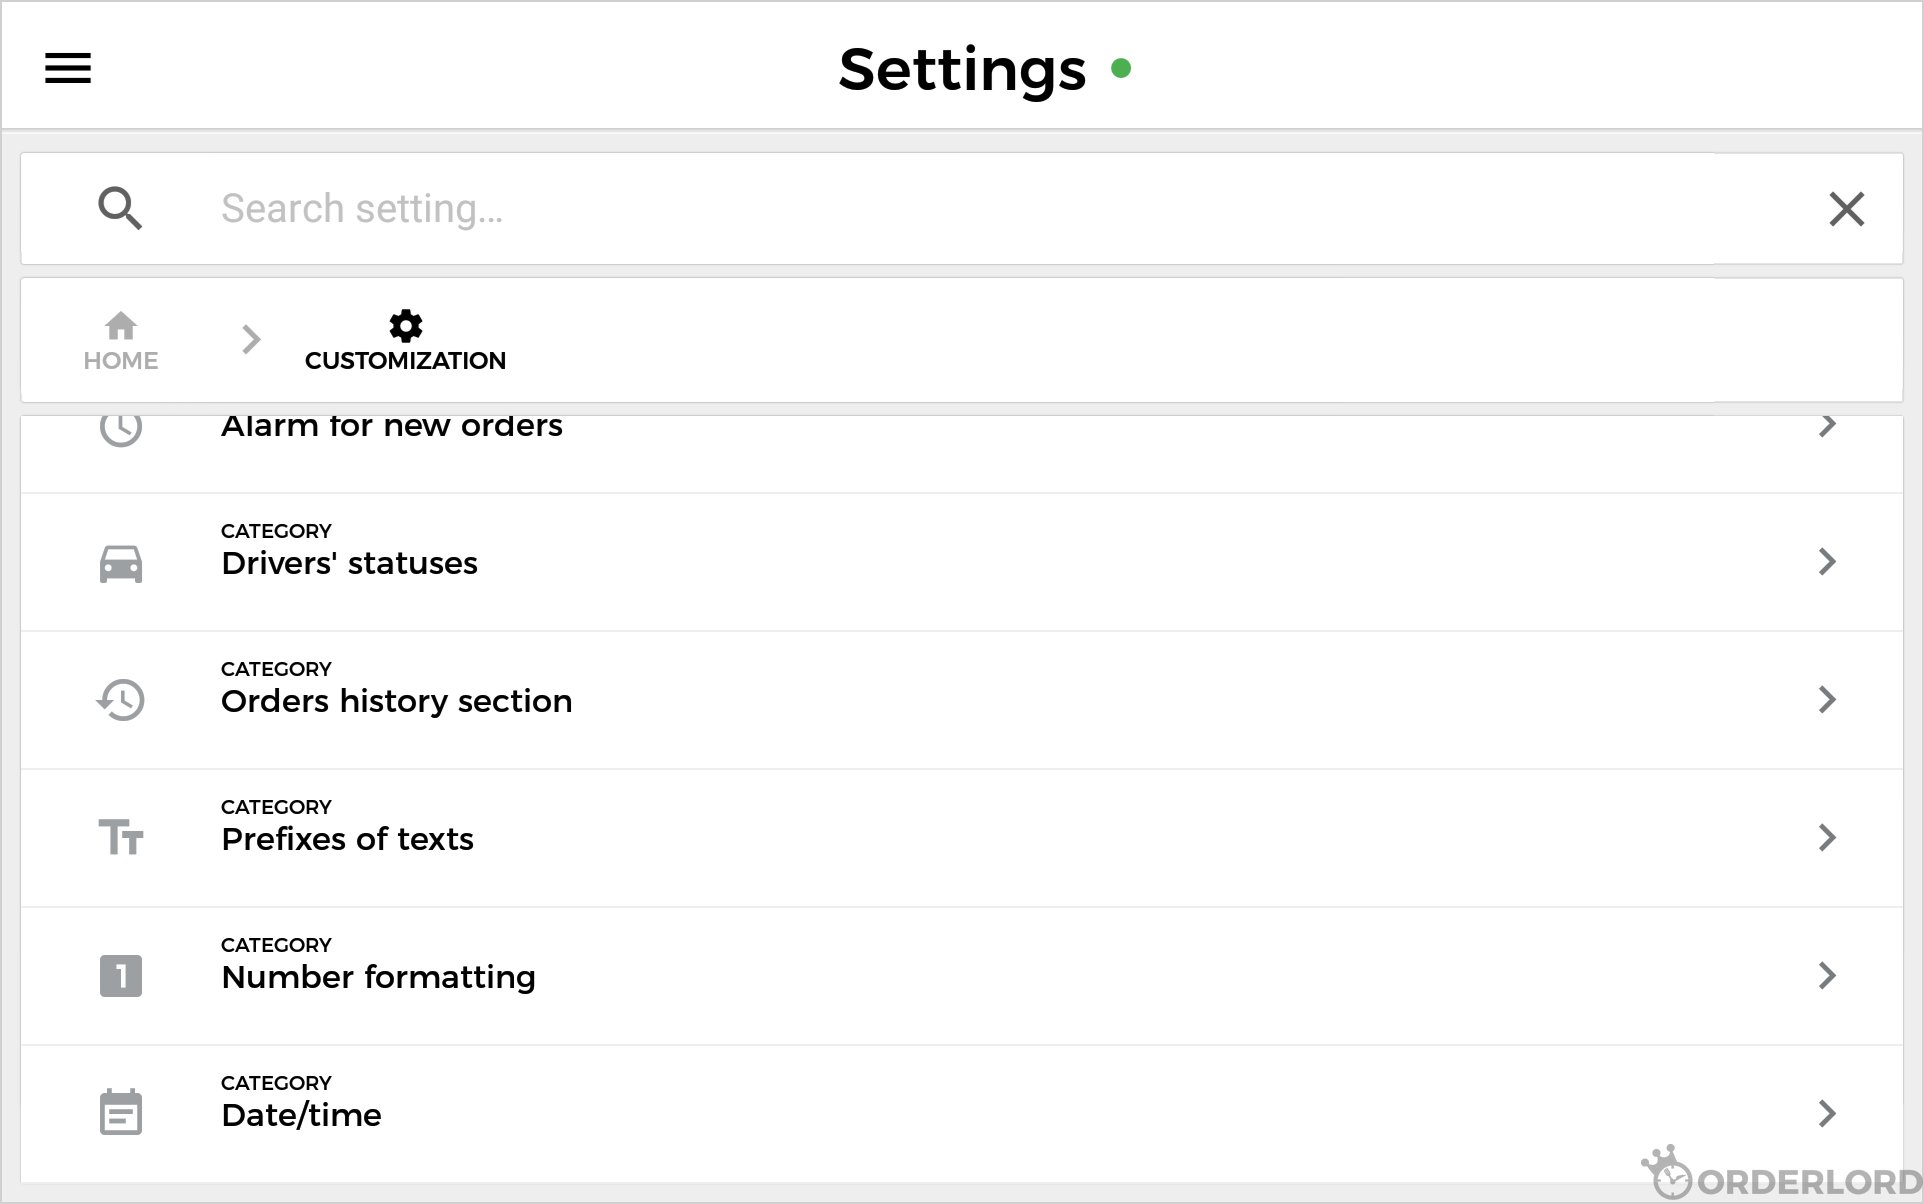 Settings
Search setting...
HOME
CUSTOMIZATION
Alarm for new orders
CATEGORY
Drivers' statuses
CATEGORY
Orders history section
CATEGORY
Prefixes of texts
1
CATEGORY
Number formatting
CATEGORY
Date/time
ORDERLORD